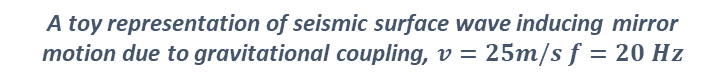 A toy representation of seismic surface wave inducing mirror
motion due to gravitational coupling, v = 25m/s f = 20 Hz